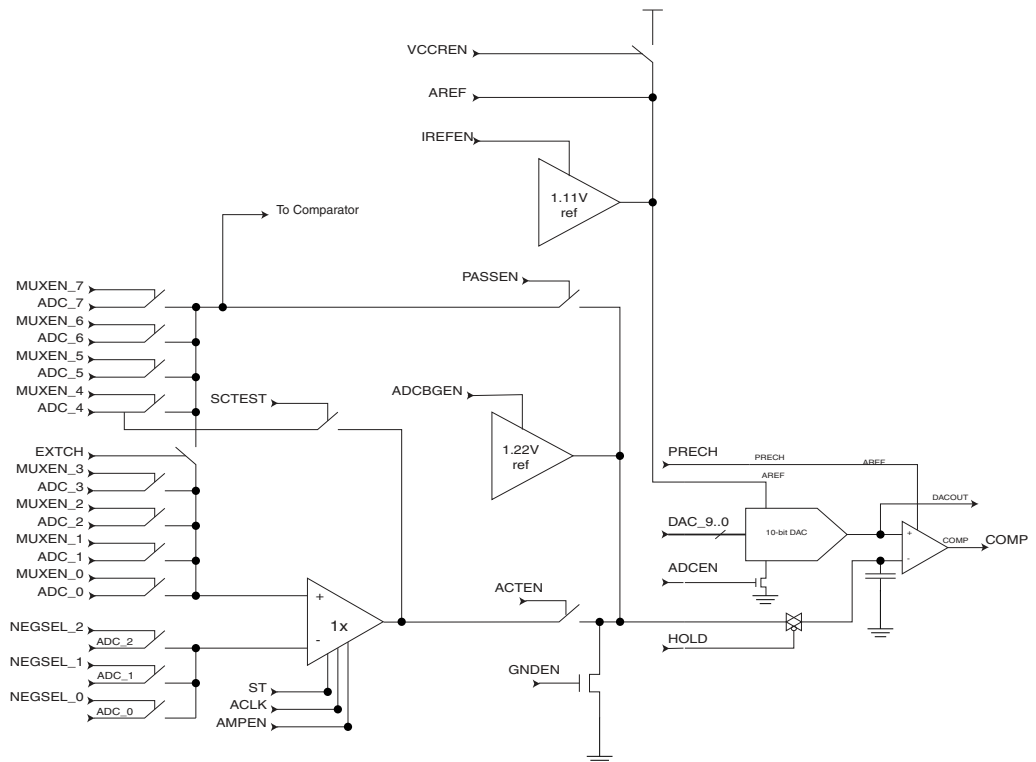 VCCREN
AREF
IREFEN
1.11V
ref
To Comparator
PASSEN
MUXEN_7
ADC_7
MUXEN_6
ADC_6
MUXEN_5
ADC_5
MUXEN_4
ADC_4
SCTEST
ADCBGEN
1.22V
ref
EXTCH
MUXEN_3
ADC_3
MUXEN_2
ADC_2
MUXEN_1
ADC_1
MUXEN_0
ADC_0
PRECH
PRECH
AREF
AREF
DACOUT
DAC_9..0
10-bit DAC
+
-
COMP
COMP
ADCEN
ACTEN
+
-
1x
NEGSEL_2
ADC_2
NEGSEL_1
ADC_1
NEGSEL_0
ADC_0
HOLD
GNDEN
ST
ACLK
AMPEN